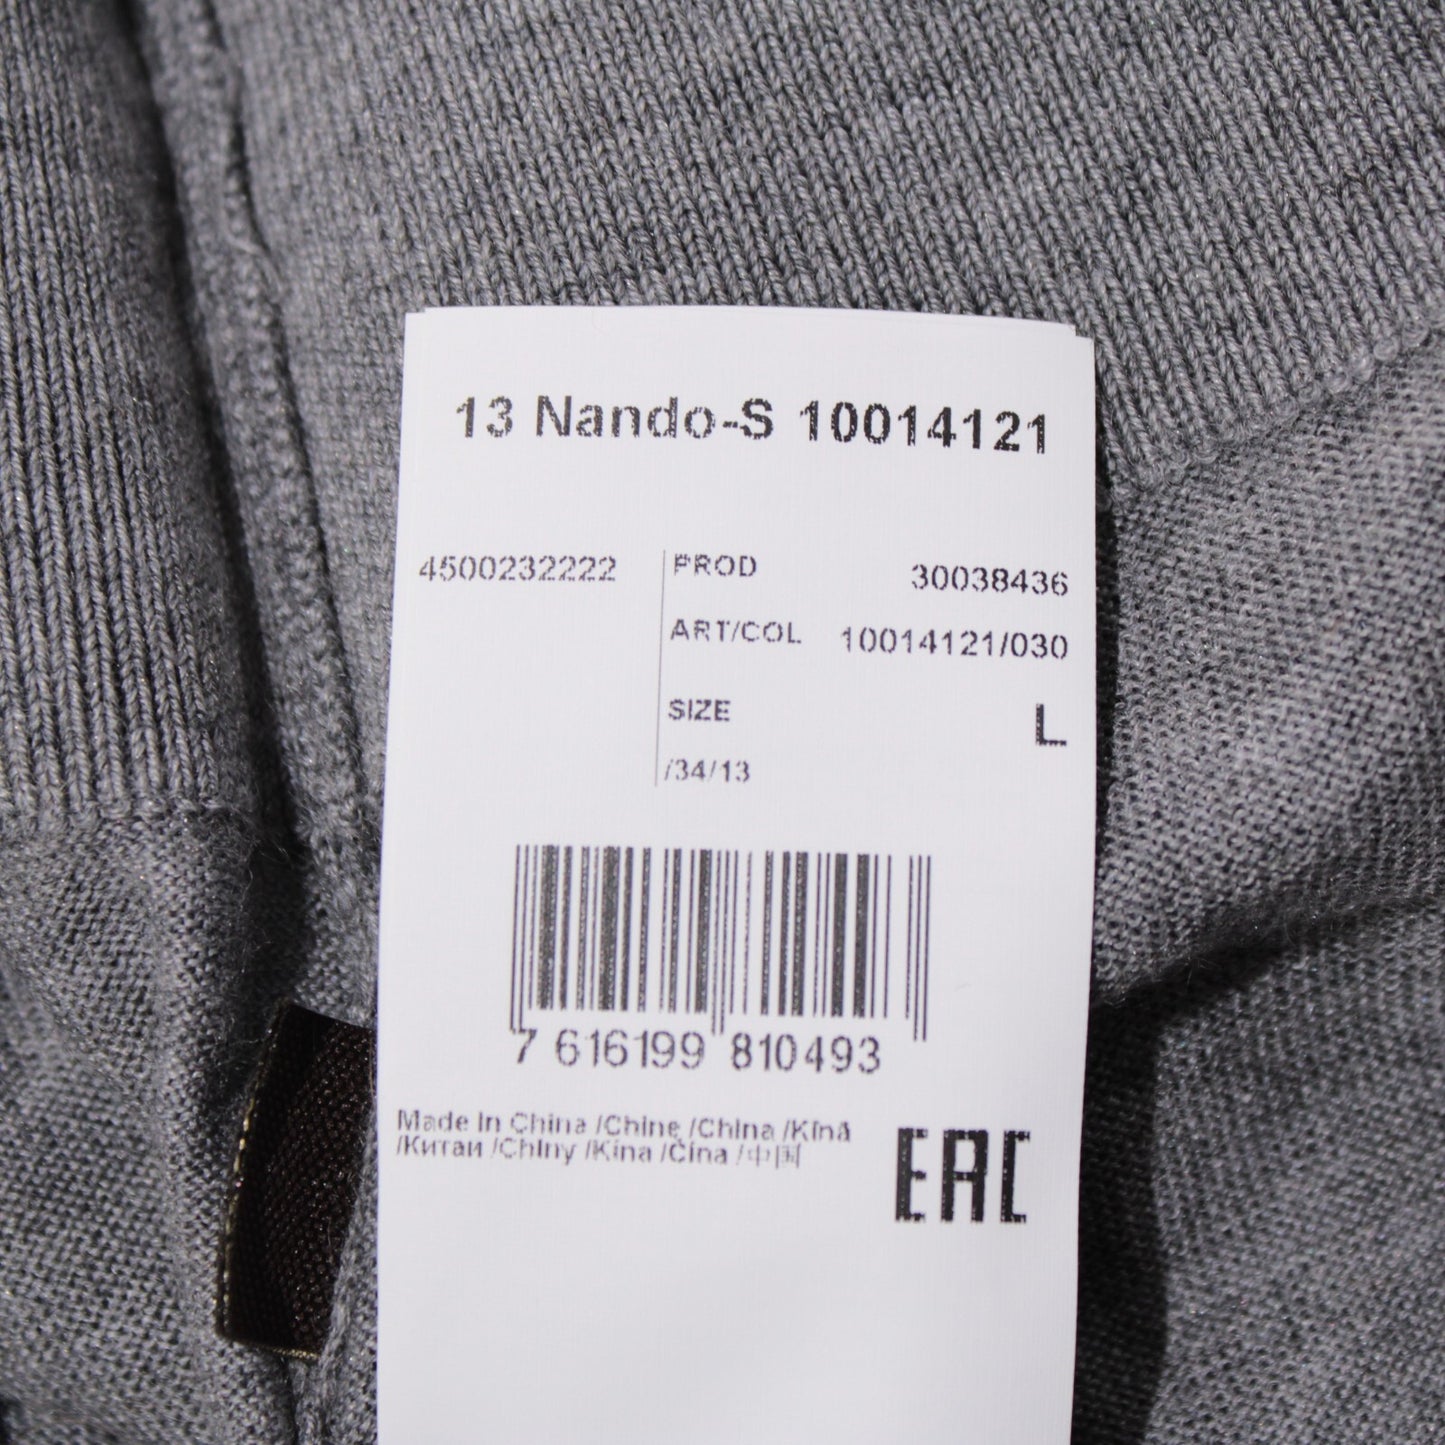 13 Nando-S 10014121
4500232222
PROD 30038436
ART/COL 10014121/030
SIZE L
/34/13
7 616199 810493
Made In China /Chine /China /Kīnā
/Китаи /Chiny /Kína /Čína /中国
EAC